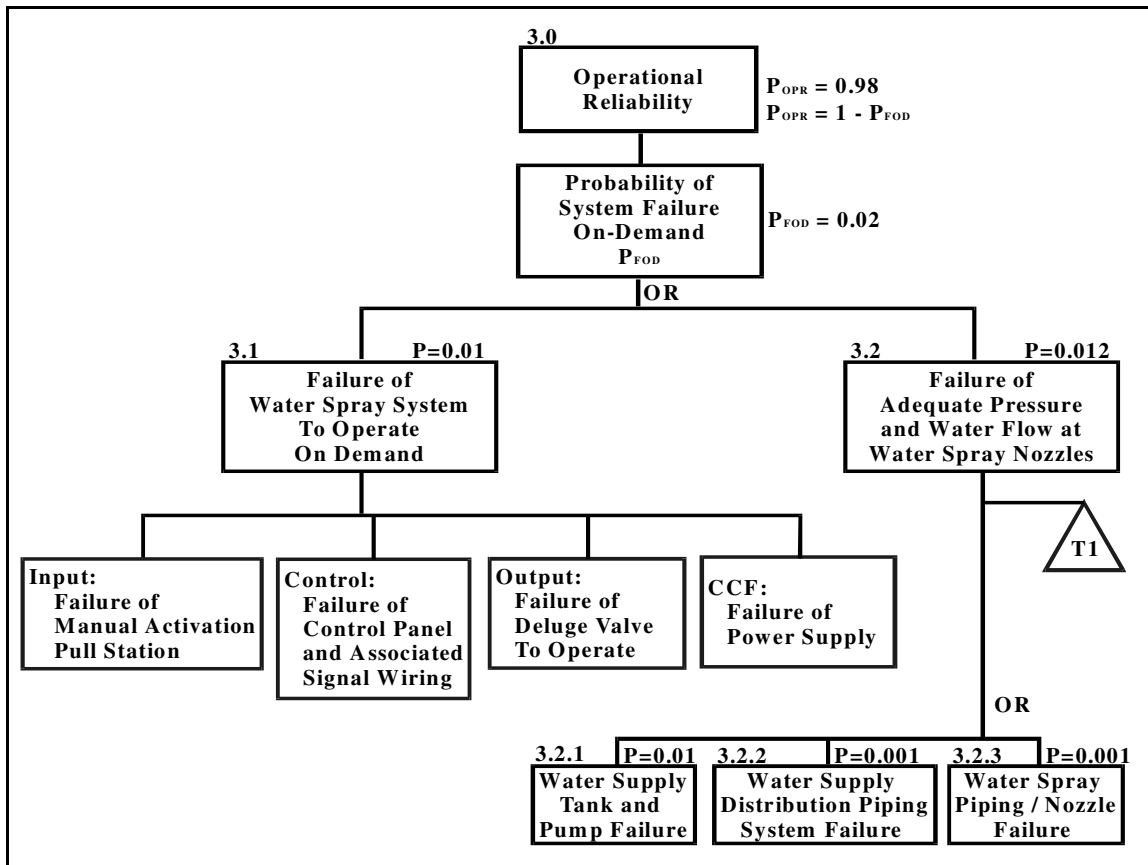 3.0
Operational
Reliability
POPR = 0.98
POPR = 1 - PFOD
Probability of
System Failure
On-Demand
PFOD
PFOD = 0.02
OR
3.1 P=0.01
Failure of
Water Spray System
To Operate
On Demand
3.2 P=0.012
Failure of
Adequate Pressure
and Water Flow at
Water Spray Nozzles
T1
Input:
Failure of
Manual Activation
Pull Station
Control:
Failure of
Control Panel
and Associated
Signal Wiring
Output:
Failure of
Deluge Valve
To Operate
CCF:
Failure of
Power Supply
OR
3.2.1 P=0.01
Water Supply
Tank and
Pump Failure
3.2.2 P=0.001
Water Supply
Distribution Piping
System Failure
3.2.3 P=0.001
Water Spray
Piping / Nozzle
Failure